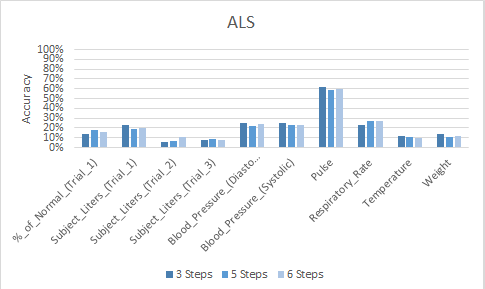 ALS
Accuracy
100%
90%
80%
70%
60%
50%
40%
30%
20%
10%
0%
%_of_Normal_(Trial_1)
Subject_Liters_(Trial_1)
Subject_Liters_(Trial_2)
Subject_Liters_(Trial_3)
Blood_Pressure_(Diasto...
Blood_Pressure_(Systolic)
Pulse
Respiratory_Rate
Temperature
Weight
3 Steps 5 Steps 6 Steps